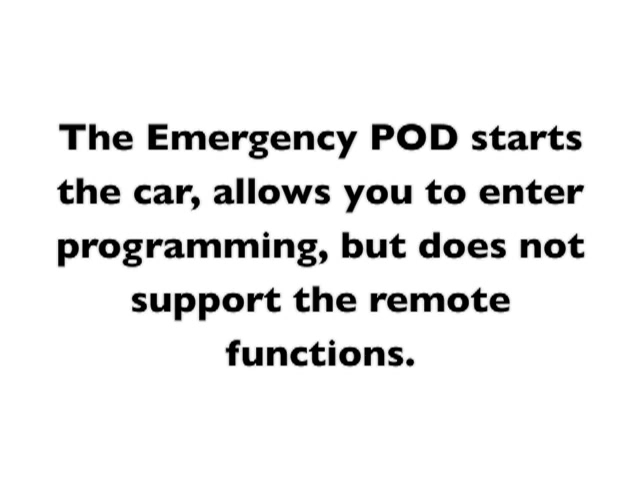 The Emergency POD starts
the car, allows you to enter
programming, but does not
support the remote
functions.